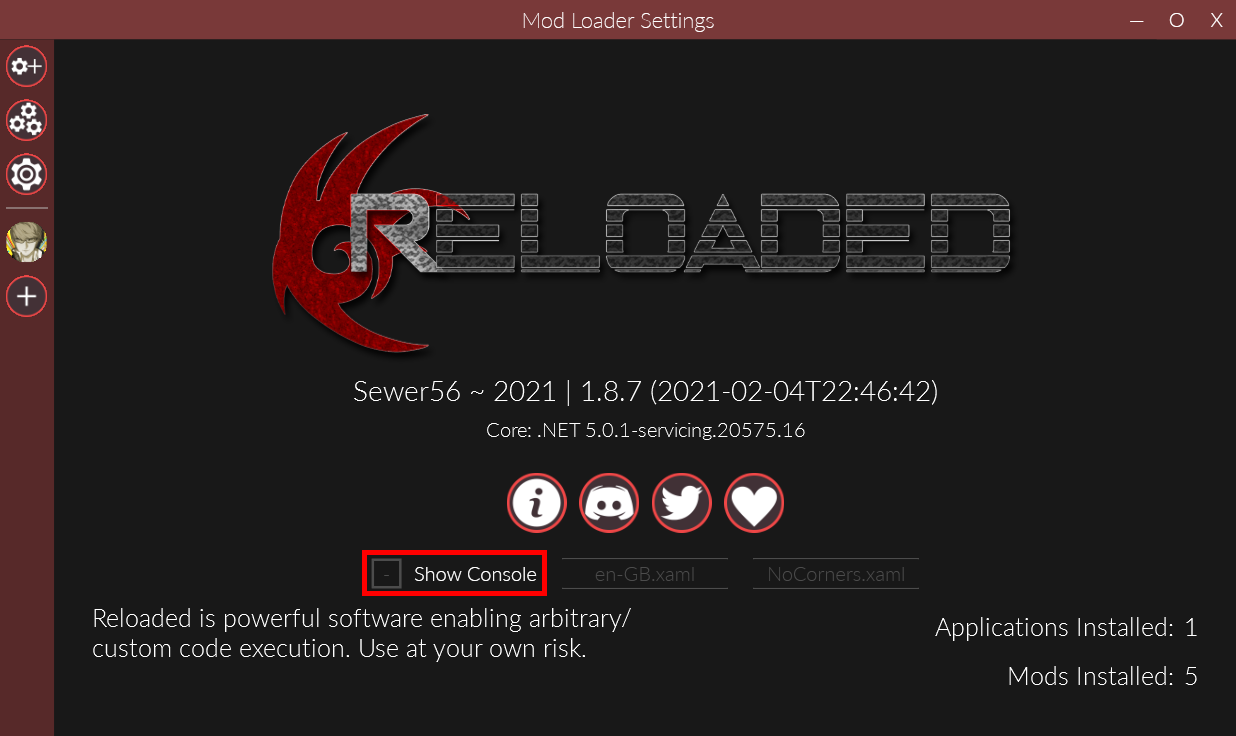 Mod Loader Settings
RELOADED
Sewer56 ~ 2021 | 1.8.7 (2021-02-04T22:46:42)
Core: .NET 5.0.1-servicing.20575.16
- Show Console en-GB.xaml NoCorners.xaml
Reloaded is powerful software enabling arbitrary/
custom code execution. Use at your own risk.
Applications Installed: 1
Mods Installed: 5